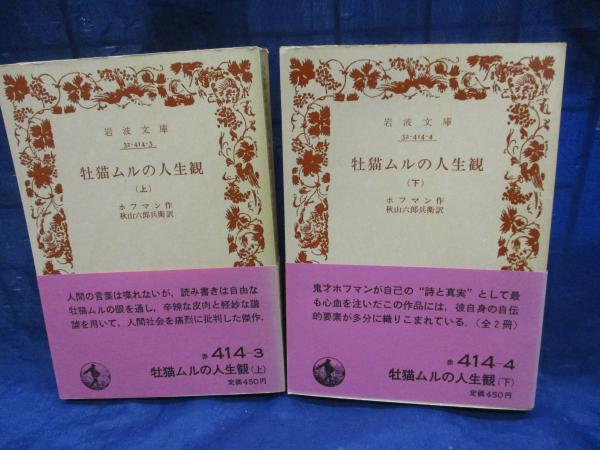 岩波文庫
32-414-3
牡猫ムルの人生観
(上)
ホフマン作
秋山六郎兵衛訳
人間の言葉は喋れないが，読み書きは自由な
牡猫ムルの眼を通し，辛辣な皮肉と軽妙な諧
謔を用いて，人間社会を痛烈に批判した傑作．
赤 414-3
牡猫ムルの人生観(上)
定価450円
岩波文庫
32-414-4
牡猫ムルの人生観
(下)
ホフマン作
秋山六郎兵衛訳
鬼才ホフマンが自己の“詩と真実”として最
も心血を注いだこの作品には，彼自身の自伝
的要素が多分に織りこまれている．〈全2冊〉
赤 414-4
牡猫ムルの人生観(下)
定価450円